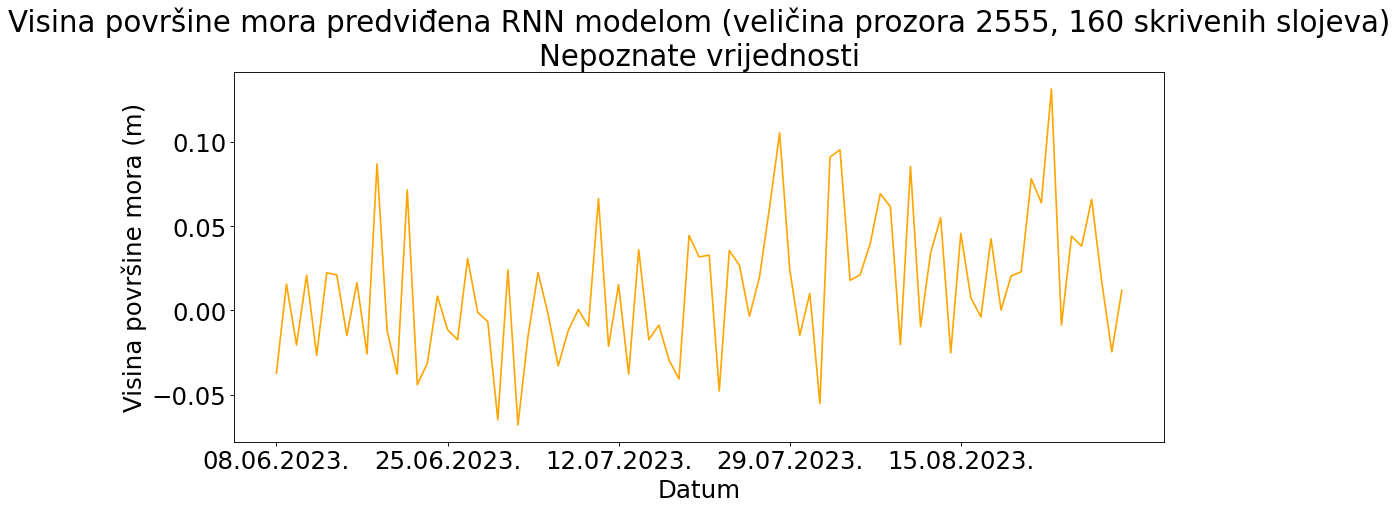 Visina površine mora predviđena RNN modelom (veličina prozora 2555, 160 skrivenih slojeva)
Nepoznate vrijednosti
Visina površine mora (m)
0.10
0.05
0.00
−0.05
08.06.2023.
25.06.2023.
12.07.2023.
29.07.2023.
15.08.2023.
Datum